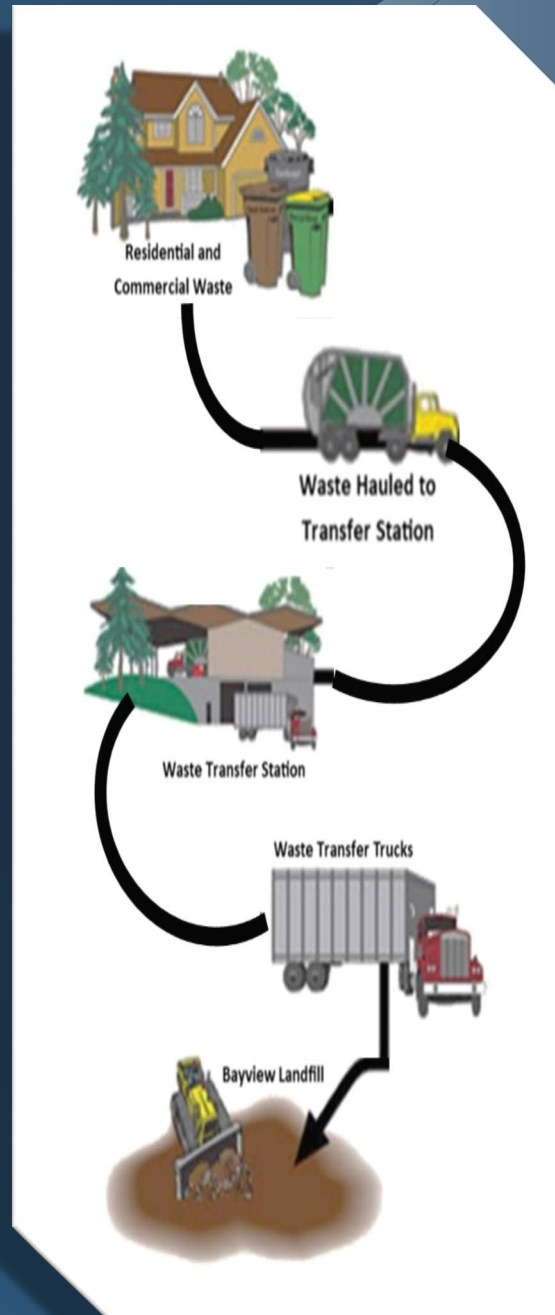 Residential and
Commercial Waste
Waste Hauled to
Transfer Station
Waste Transfer Station
Waste Transfer Trucks
Bayview Landfill